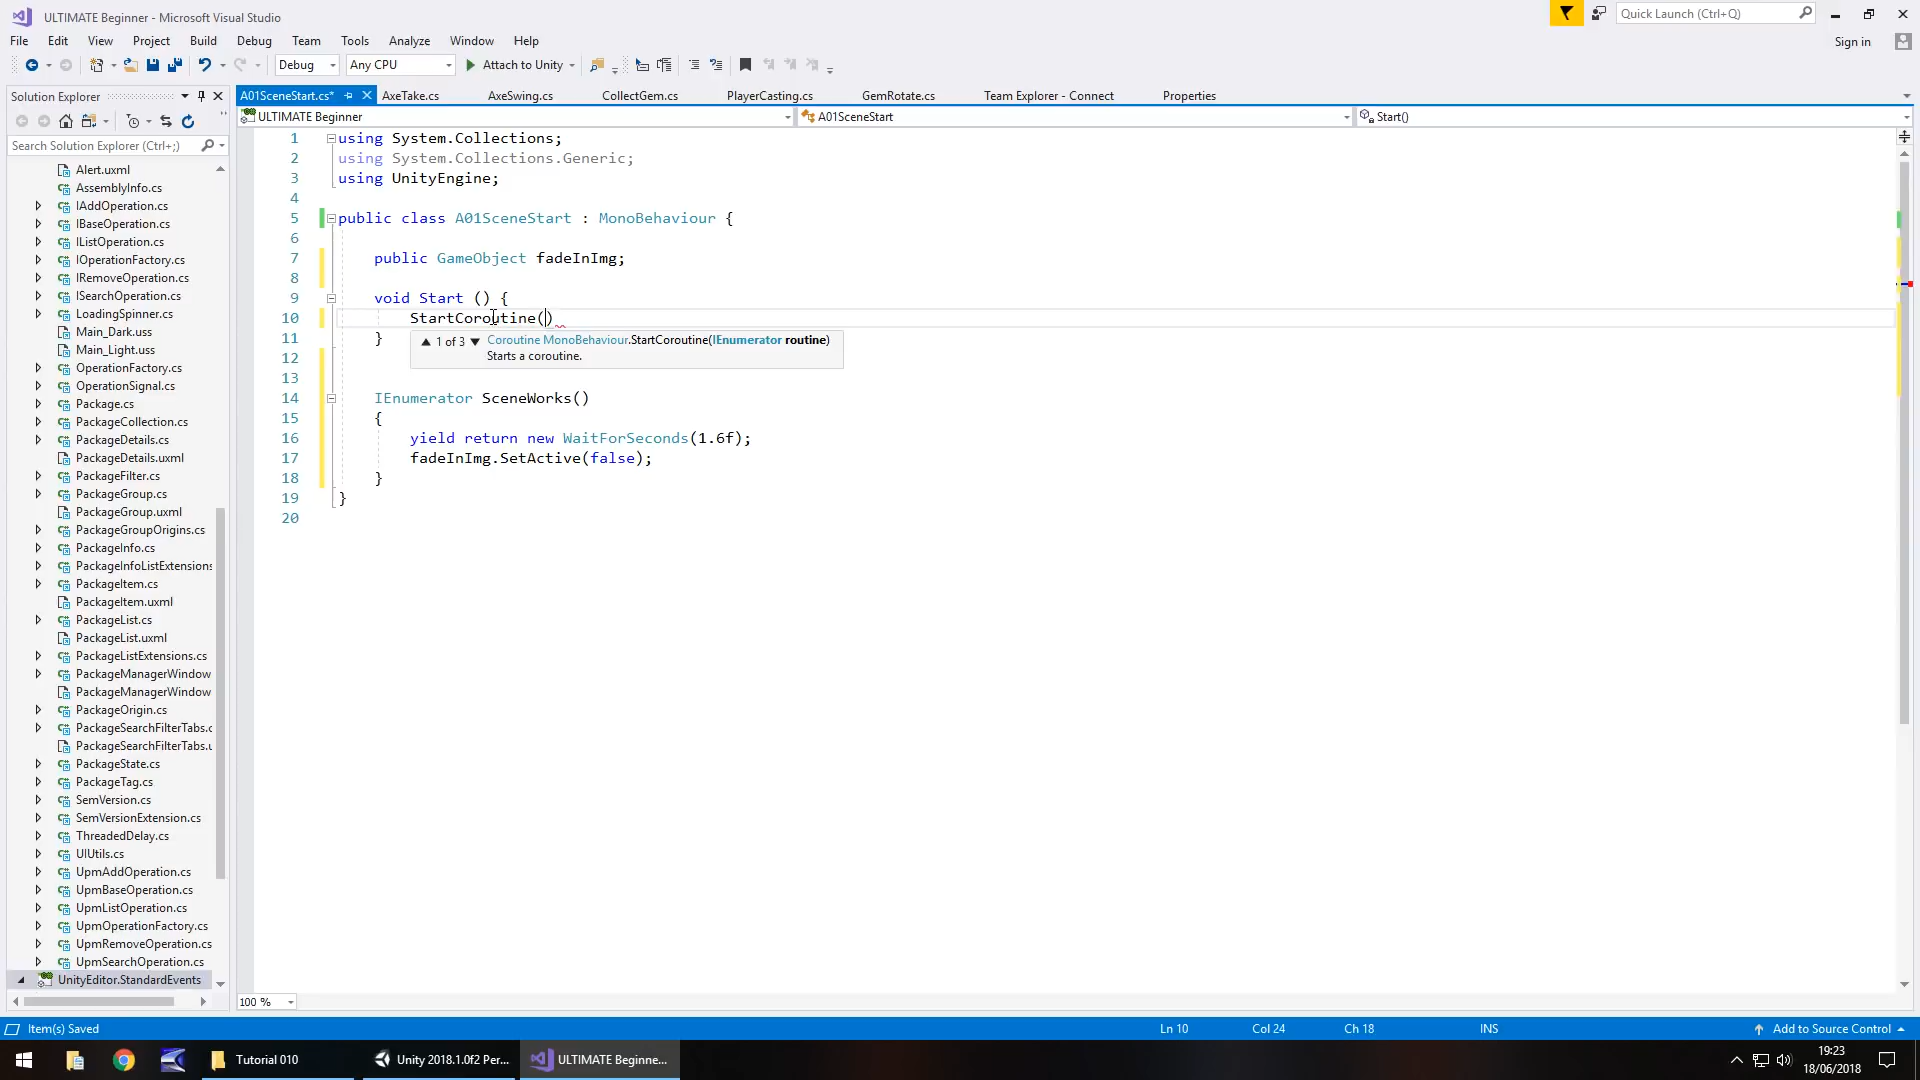 ULTIMATE Beginner - Microsoft Visual Studio
Quick Launch (Ctrl+Q)
File Edit View Project Build Debug Team Tools Analyze Window Help
Sign in
Debug Any CPU Attach to Unity
Solution Explorer
A01SceneStart.cs* AxeTake.cs AxeSwing.cs CollectGem.cs PlayerCasting.cs GemRotate.cs Team Explorer - Connect Properties
ULTIMATE Beginner A01SceneStart Start()
Search Solution Explorer (Ctrl+;)
Alert.uxml
AssemblyInfo.cs
IAddOperation.cs
IBaseOperation.cs
IListOperation.cs
IOperationFactory.cs
IRemoveOperation.cs
ISearchOperation.cs
LoadingSpinner.cs
Main_Dark.uss
Main_Light.uss
OperationFactory.cs
OperationSignal.cs
Package.cs
PackageCollection.cs
PackageDetails.cs
PackageDetails.uxml
PackageFilter.cs
PackageGroup.cs
PackageGroup.uxml
PackageGroupOrigins.cs
PackageInfo.cs
PackageInfoListExtensions
PackageItem.cs
PackageItem.uxml
PackageList.cs
PackageList.uxml
PackageListExtensions.cs
PackageManagerWindow
PackageManagerWindow
PackageOrigin.cs
PackageSearchFilterTabs.c
PackageSearchFilterTabs.u
PackageState.cs
PackageTag.cs
SemVersion.cs
SemVersionExtension.cs
ThreadedDelay.cs
UIUtils.cs
UpmAddOperation.cs
UpmBaseOperation.cs
UpmListOperation.cs
UpmOperationFactory.cs
UpmRemoveOperation.cs
UpmSearchOperation.cs
UnityEditor.StandardEvents
1 using System.Collections;
2 using System.Collections.Generic;
3 using UnityEngine;
4
5 public class A01SceneStart : MonoBehaviour {
6
7 public GameObject fadeInImg;
8
9 void Start () {
10 StartCoroutine()
11 }
1 of 3 Coroutine MonoBehaviour.StartCoroutine(IEnumerator routine)
Starts a coroutine.
12
13
14 IEnumerator SceneWorks()
15 {
16 yield return new WaitForSeconds(1.6f);
17 fadeInImg.SetActive(false);
18 }
19 }
20
100 %
Item(s) Saved Ln 10 Col 24 Ch 18 INS Add to Source Control
Tutorial 010 Unity 2018.1.0f2 Per... ULTIMATE Beginne...
19:23
18/06/2018